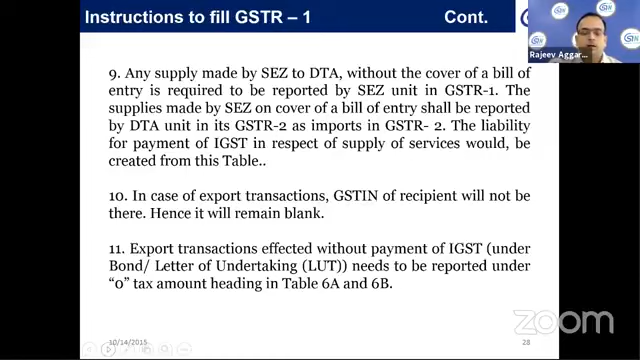 Instructions to fill GSTR – 1 Cont.
Rajeev Aggar...
9. Any supply made by SEZ to DTA, without the cover of a bill of
entry is required to be reported by SEZ unit in GSTR-1. The
supplies made by SEZ on cover of a bill of entry shall be reported
by DTA unit in its GSTR-2 as imports in GSTR- 2. The liability
for payment of IGST in respect of supply of services would, be
created from this Table..
10. In case of export transactions, GSTIN of recipient will not be
there. Hence it will remain blank.
11. Export transactions effected without payment of IGST (under
Bond/ Letter of Undertaking (LUT)) needs to be reported under
“0” tax amount heading in Table 6A and 6B.
zoom
10/14/2015 28